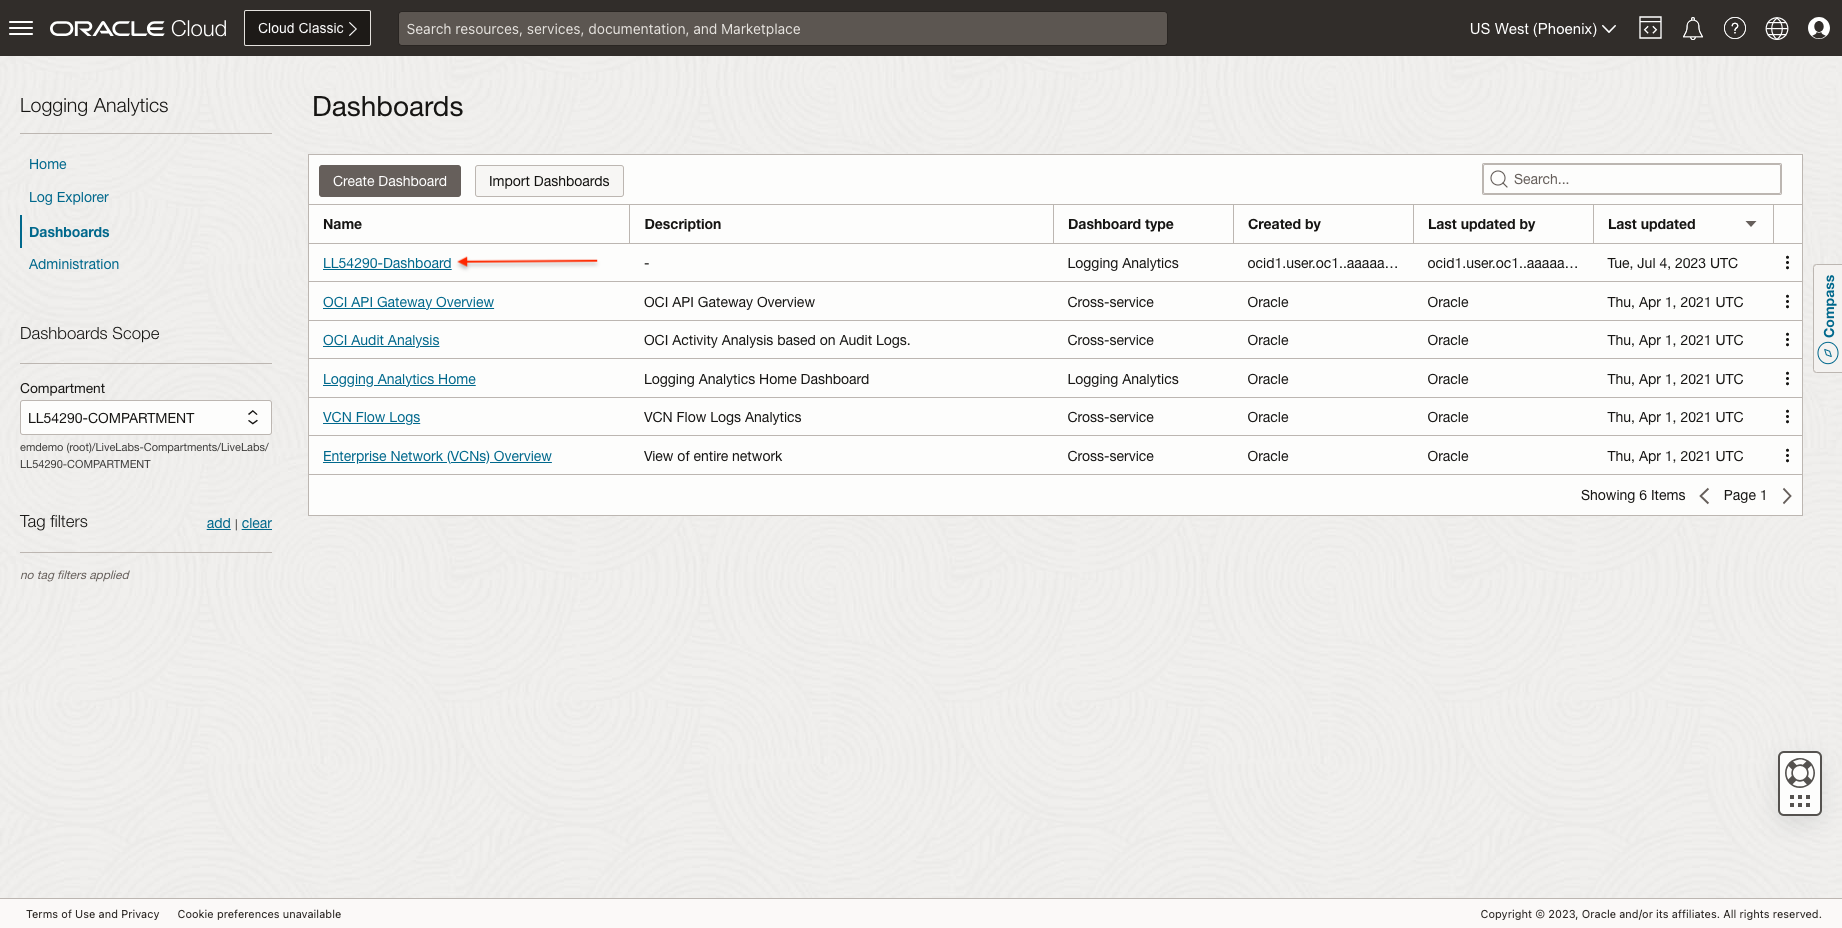 ORACLE Cloud
Cloud Classic
Search resources, services, documentation, and Marketplace
US West (Phoenix)
Logging Analytics
Home
Log Explorer
Dashboards
Administration
Dashboards Scope
Compartment
LL54290-COMPARTMENT
emdemo (root)/LiveLabs-Compartments/LiveLabs/
LL54290-COMPARTMENT
Tag filters add | clear
no tag filters applied
Dashboards
Create Dashboard Import Dashboards Search...
Name Description Dashboard type Created by Last updated by Last updated
LL54290-Dashboard - Logging Analytics ocid1.user.oc1..aaaaa... ocid1.user.oc1..aaaaa... Tue, Jul 4, 2023 UTC
OCI API Gateway Overview OCI API Gateway Overview Cross-service Oracle Oracle Thu, Apr 1, 2021 UTC
OCI Audit Analysis OCI Activity Analysis based on Audit Logs. Cross-service Oracle Oracle Thu, Apr 1, 2021 UTC
Logging Analytics Home Logging Analytics Home Dashboard Logging Analytics Oracle Oracle Thu, Apr 1, 2021 UTC
VCN Flow Logs VCN Flow Logs Analytics Cross-service Oracle Oracle Thu, Apr 1, 2021 UTC
Enterprise Network (VCNs) Overview View of entire network Cross-service Oracle Oracle Thu, Apr 1, 2021 UTC
Showing 6 Items Page 1
Compass
Terms of Use and Privacy Cookie preferences unavailable
Copyright © 2023, Oracle and/or its affiliates. All rights reserved.